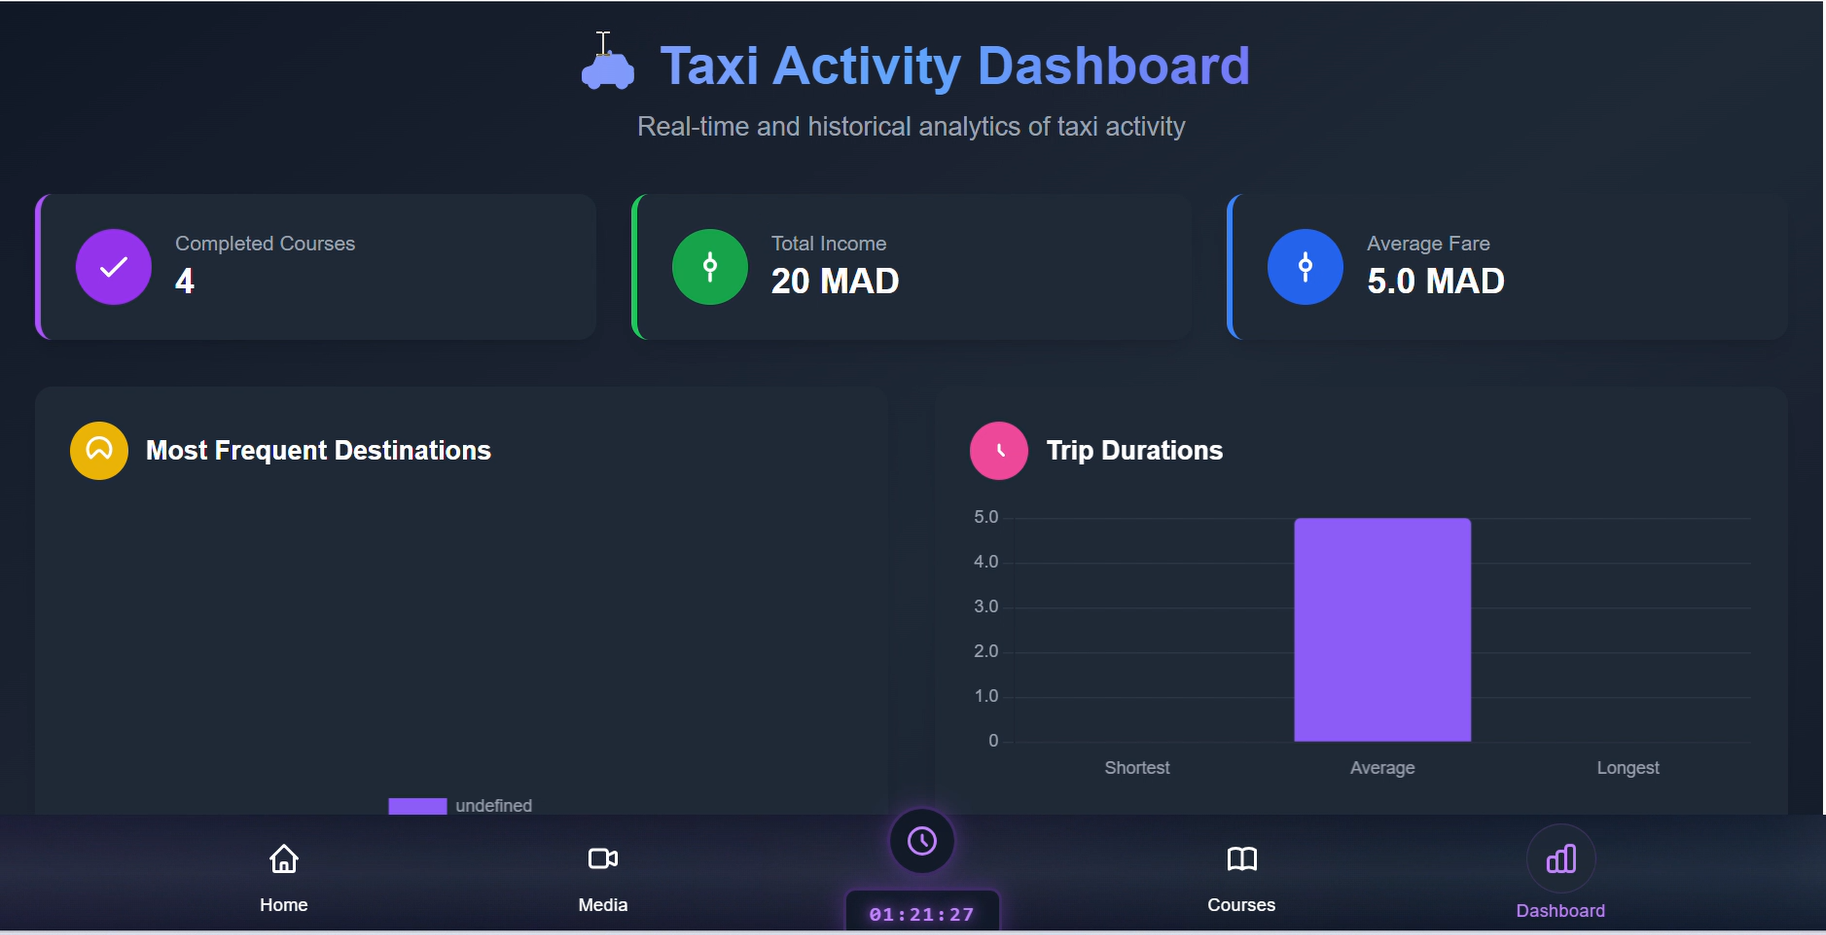 Taxi Activity Dashboard
Real-time and historical analytics of taxi activity
Completed Courses
4
Total Income
20 MAD
Average Fare
5.0 MAD
Most Frequent Destinations
undefined
Trip Durations
5.0
4.0
3.0
2.0
1.0
0
Shortest Average Longest
Home
Media
01:21:27
Courses
Dashboard